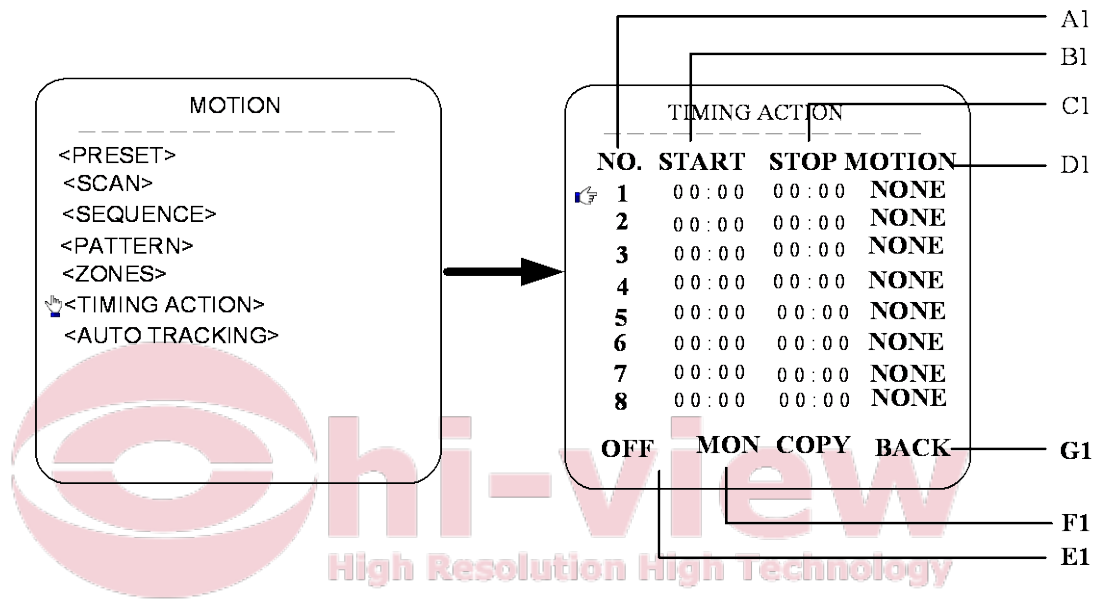 MOTION
<PRESET>
<SCAN>
<SEQUENCE>
<PATTERN>
<ZONES>
<TIMING ACTION>
<AUTO TRACKING>
TIMING ACTION
NO. START STOP MOTION
1 00:00 00:00 NONE
2 00:00 00:00 NONE
3 00:00 00:00 NONE
4 00:00 00:00 NONE
5 00:00 00:00 NONE
6 00:00 00:00 NONE
7 00:00 00:00 NONE
8 00:00 00:00 NONE
OFF MON COPY BACK
A1
B1
C1
D1
G1
F1
E1
hi-view
High Resolution High Technology